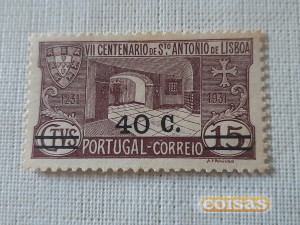 VII CENTENARIO DE Sto ANTONIO DE LISBOA
1231 1931
40 C.
CTVS 15
PORTUGAL-CORREIO
coisas